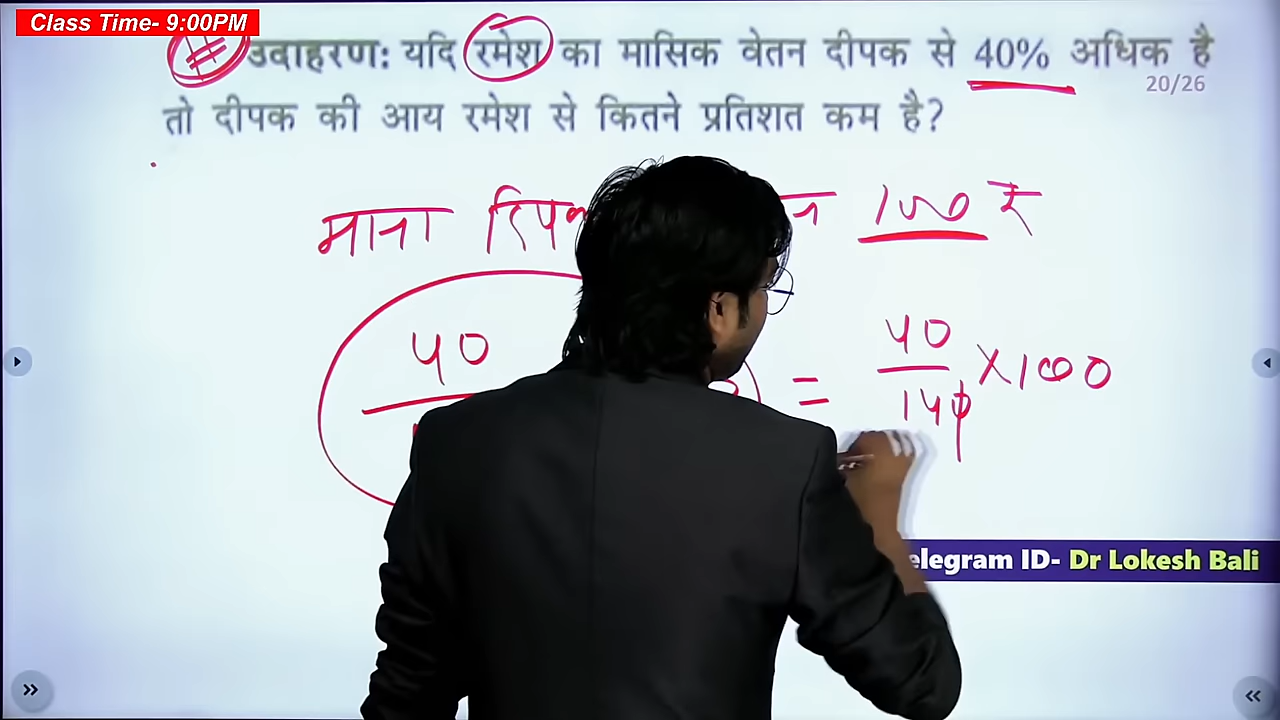 Class Time- 9:00PM
उदाहरण: यदि रमेश का मासिक वेतन दीपक से 40% अधिक है
20/26
तो दीपक की आय रमेश से कितने प्रतिशत कम है?
माना 100 ₹
40 = 40 × 100
140
elegram ID- Dr Lokesh Bali